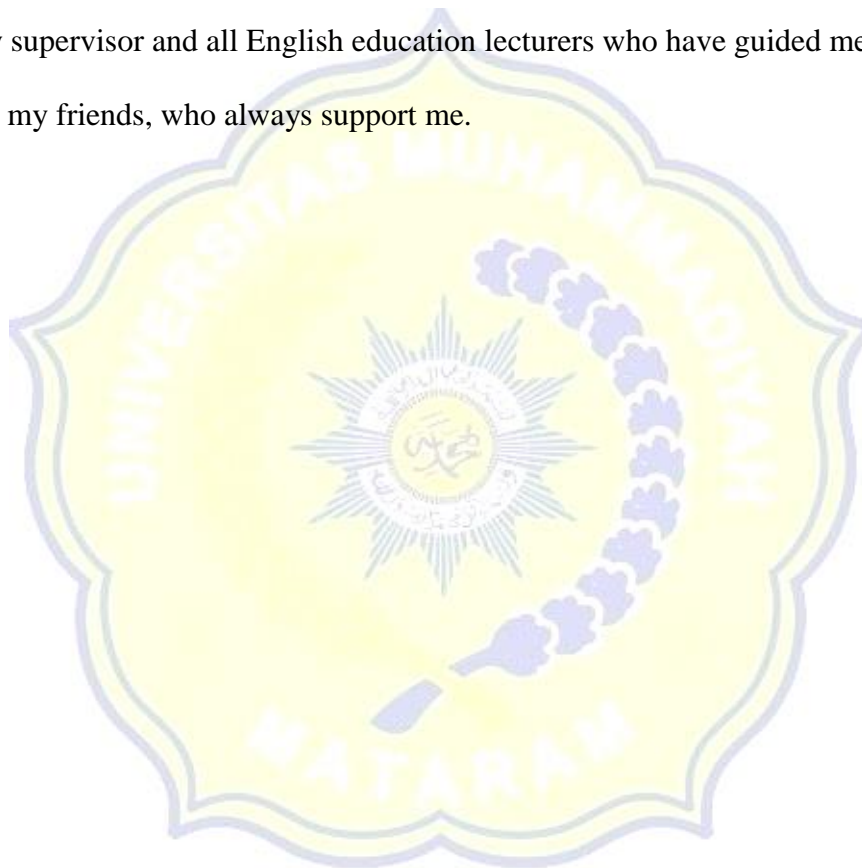 supervisor and all English education lecturers who have guided me
my friends, who always support me.
UNIVERSITAS MUHAMMADIYAH
MATARAM